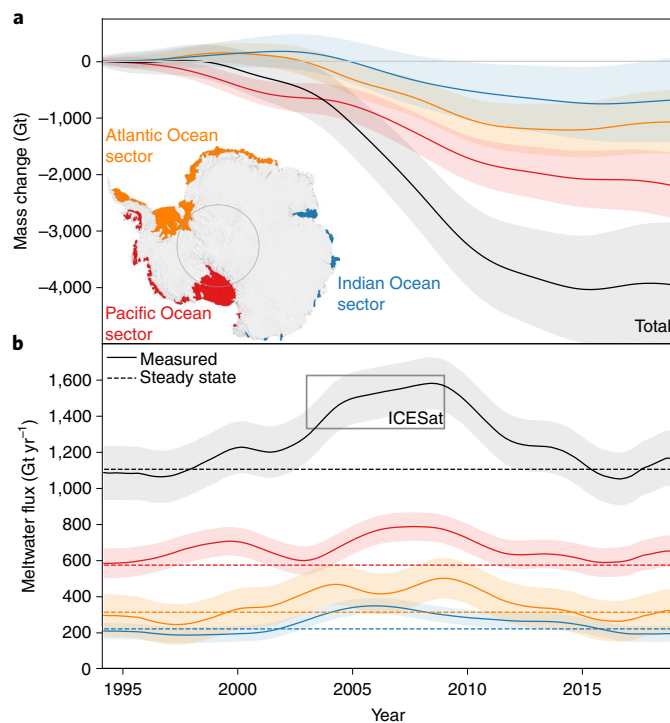 a
0
−1,000
−2,000
−3,000
−4,000
Mass change (Gt)
Atlantic Ocean
sector
Indian Ocean
sector
Pacific Ocean
sector
Total
b
Measured
Steady state
ICESat
1,600
1,400
1,200
1,000
800
600
400
200
0
Meltwater flux (Gt yr⁻¹)
1995
2000
2005
2010
2015
Year